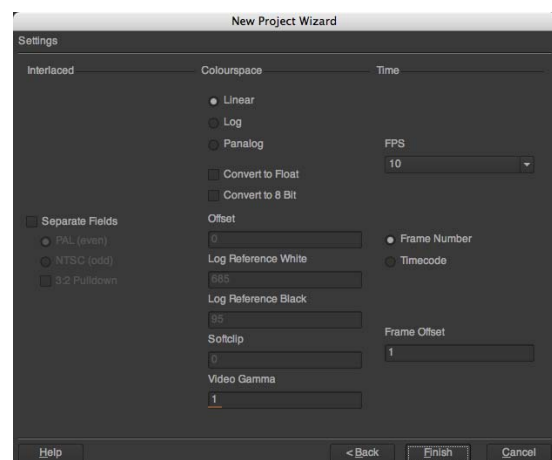 New Project Wizard
Settings
Interlaced
Separate Fields
PAL (even)
NTSC (odd)
3:2 Pulldown
Colourspace
Linear
Log
Panalog
Convert to Float
Convert to 8 Bit
Offset
0
Log Reference White
685
Log Reference Black
95
Softclip
0
Video Gamma
1
Time
FPS
10
Frame Number
Timecode
Frame Offset
1
Help
< Back
Finish
Cancel